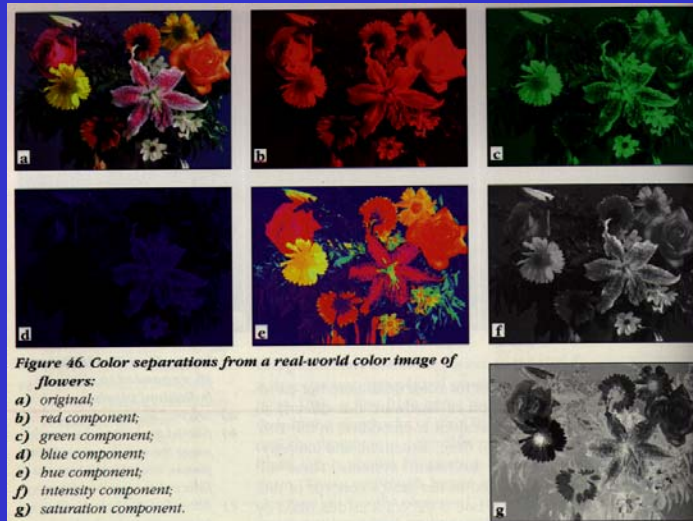 a
b
c
d
e
f
Figure 46. Color separations from a real-world color image of
flowers:
a) original;
b) red component;
c) green component;
d) blue component;
e) hue component;
f) intensity component;
g) saturation component.
g